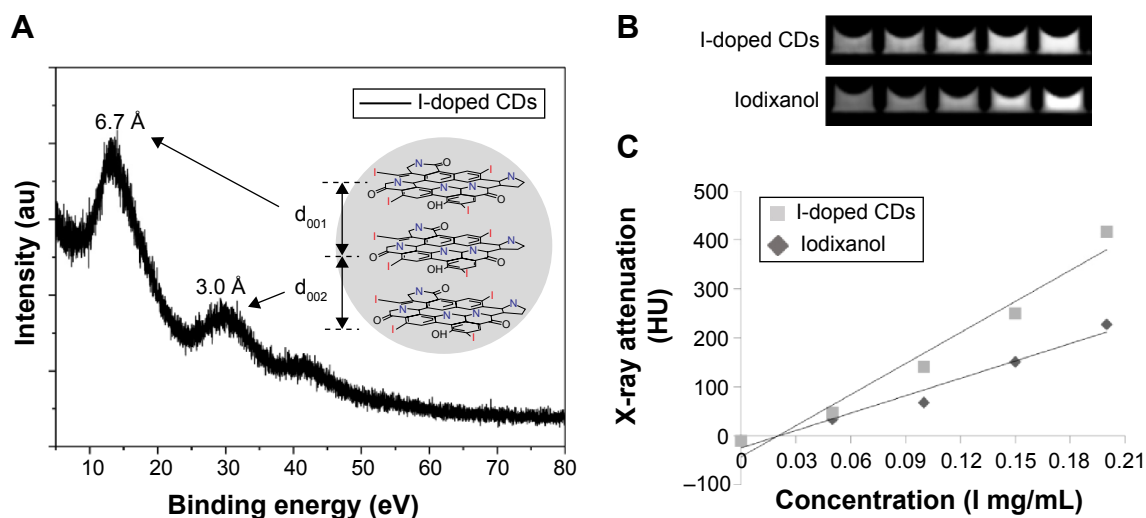 A
I-doped CDs
6.7 Å
3.0 Å
d001
d002
N
O
I
I
N
O
N
N
O
N
I
OH
I
N
O
I
I
N
O
N
N
O
N
I
OH
I
N
O
I
I
N
O
N
N
O
N
I
OH
I
Intensity (au)
10 20 30 40 50 60 70 80
Binding energy (eV)
B
I-doped CDs
Iodixanol
C
I-doped CDs
Iodixanol
X-ray attenuation
(HU)
500
400
300
200
100
0
–100
0 0.03 0.06 0.09 0.12 0.15 0.18 0.21
Concentration (I mg/mL)